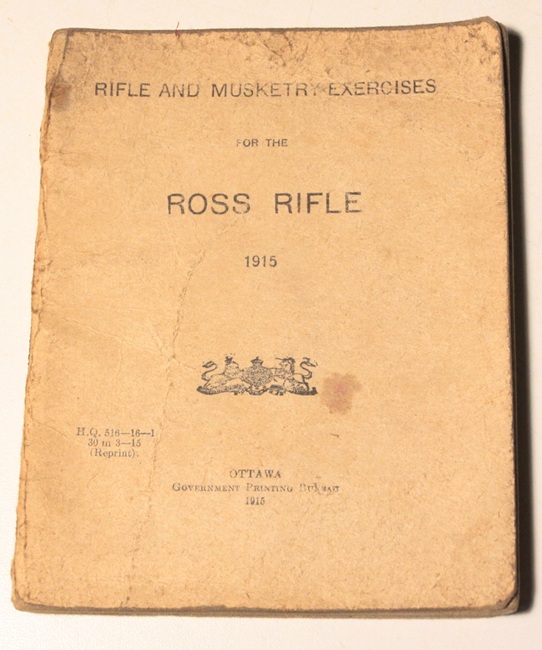 RIFLE AND MUSKETRY EXERCISES
FOR THE
ROSS RIFLE
1915
H.Q. 516—16—1
30 m 3—15
(Reprint).
OTTAWA
GOVERNMENT PRINTING BUREAU
1915